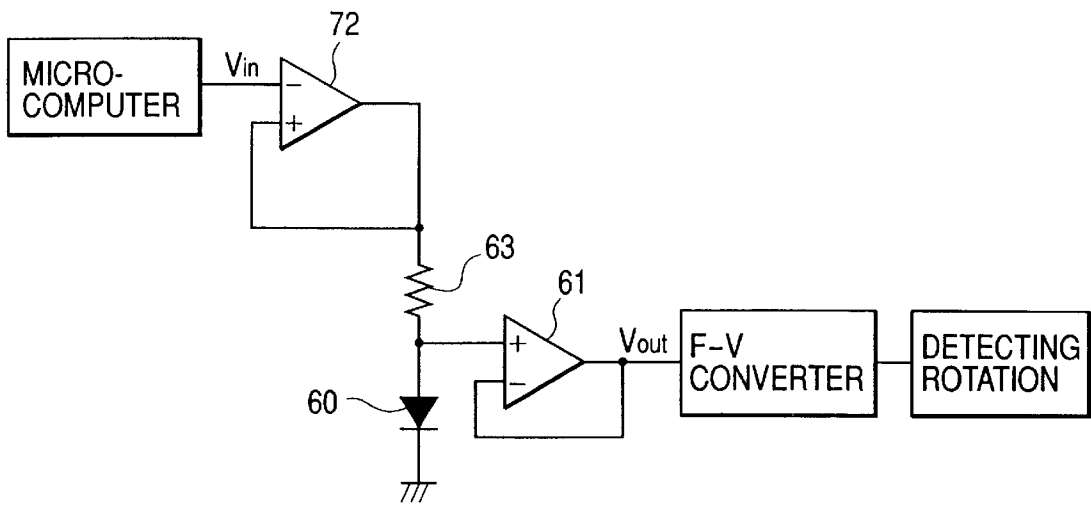 72
MICRO-
COMPUTER
Vin
−
+
63
61
Vout
+
−
F-V
CONVERTER
DETECTING
ROTATION
60